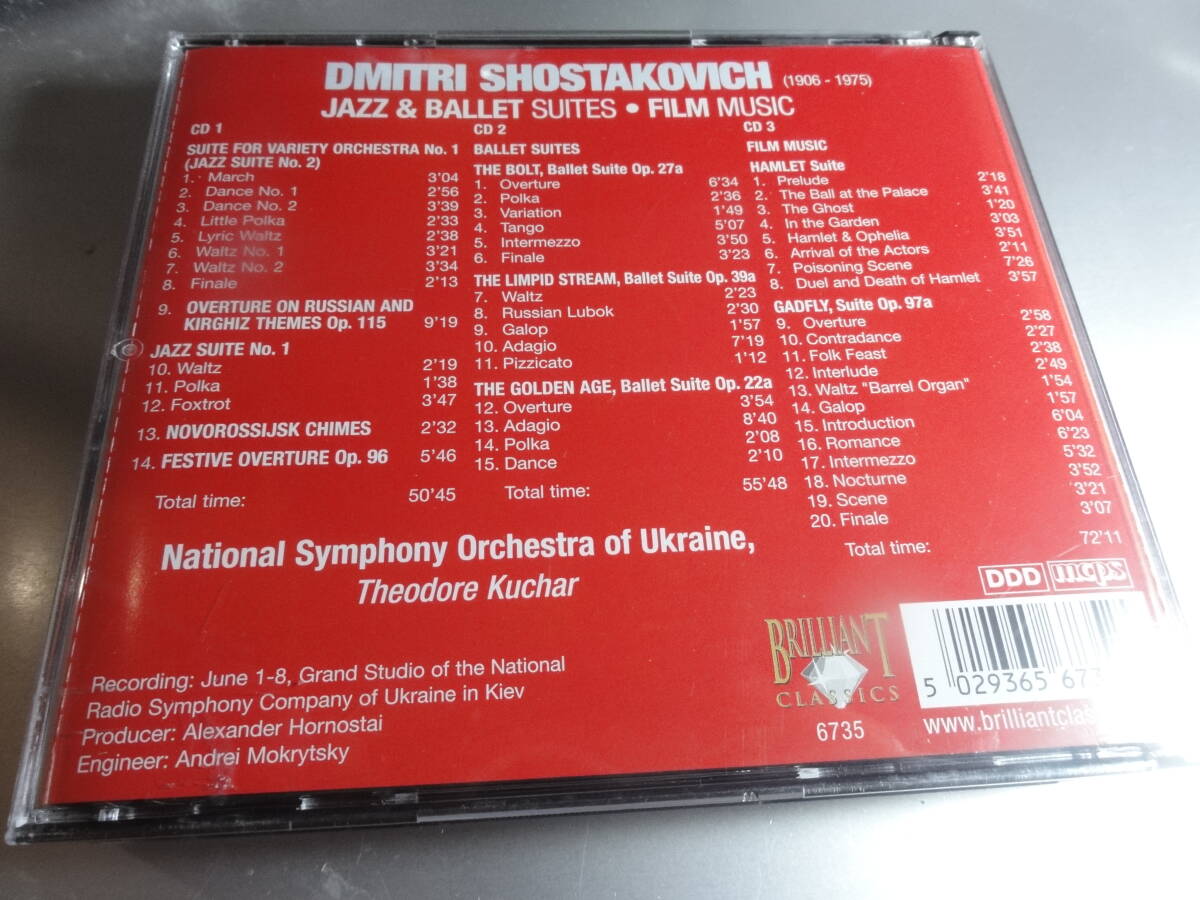 DMITRI SHOSTAKOVICH (1906 - 1975)
JAZZ & BALLET SUITES • FILM MUSIC
CD 1
SUITE FOR VARIETY ORCHESTRA No. 1
(JAZZ SUITE No. 2)
1. March 3'04
2. Dance No. 1 2'56
3. Dance No. 2 3'39
4. Little Polka 2'33
5. Lyric Waltz 2'38
6. Waltz No. 1 3'21
7. Waltz No. 2 3'34
8. Finale 2'13
9. OVERTURE ON RUSSIAN AND
KIRGHIZ THEMES Op. 115 9'19
JAZZ SUITE No. 1
10. Waltz 2'19
11. Polka 1'38
12. Foxtrot 3'47
13. NOVOROSSIJSK CHIMES 2'32
14. FESTIVE OVERTURE Op. 96 5'46
Total time: 50'45
CD 2
BALLET SUITES
THE BOLT, Ballet Suite Op. 27a
1. Overture 6'34
2. Polka 2'36
3. Variation 1'49
4. Tango 5'07
5. Intermezzo 3'50
6. Finale 3'23
THE LIMPID STREAM, Ballet Suite Op. 39a
7. Waltz 2'23
8. Russian Lubok 2'30
9. Galop 1'57
10. Adagio 7'19
11. Pizzicato 1'12
THE GOLDEN AGE, Ballet Suite Op. 22a
12. Overture 3'54
13. Adagio 8'40
14. Polka 2'08
15. Dance 2'10
Total time: 55'48
CD 3
FILM MUSIC
HAMLET Suite
1. Prelude 2'18
2. The Ball at the Palace 3'41
3. The Ghost 1'20
4. In the Garden 3'03
5. Hamlet & Ophelia 3'51
6. Arrival of the Actors 2'11
7. Poisoning Scene 7'26
8. Duel and Death of Hamlet 3'57
GADFLY, Suite Op. 97a
9. Overture 2'58
10. Contradance 2'27
11. Folk Feast 2'38
12. Interlude 2'49
13. Waltz "Barrel Organ" 1'54
14. Galop 1'57
15. Introduction 6'04
16. Romance 6'23
17. Intermezzo 5'32
18. Nocturne 3'52
19. Scene 3'21
20. Finale 3'07
Total time: 72'11
National Symphony Orchestra of Ukraine,
Theodore Kuchar
DDD mcps
Recording: June 1-8, Grand Studio of the National
Radio Symphony Company of Ukraine in Kiev
Producer: Alexander Hornostai
Engineer: Andrei Mokrytsky
BRILLIANT
CLASSICS
6735
5 029365 673
www.brilliantclas